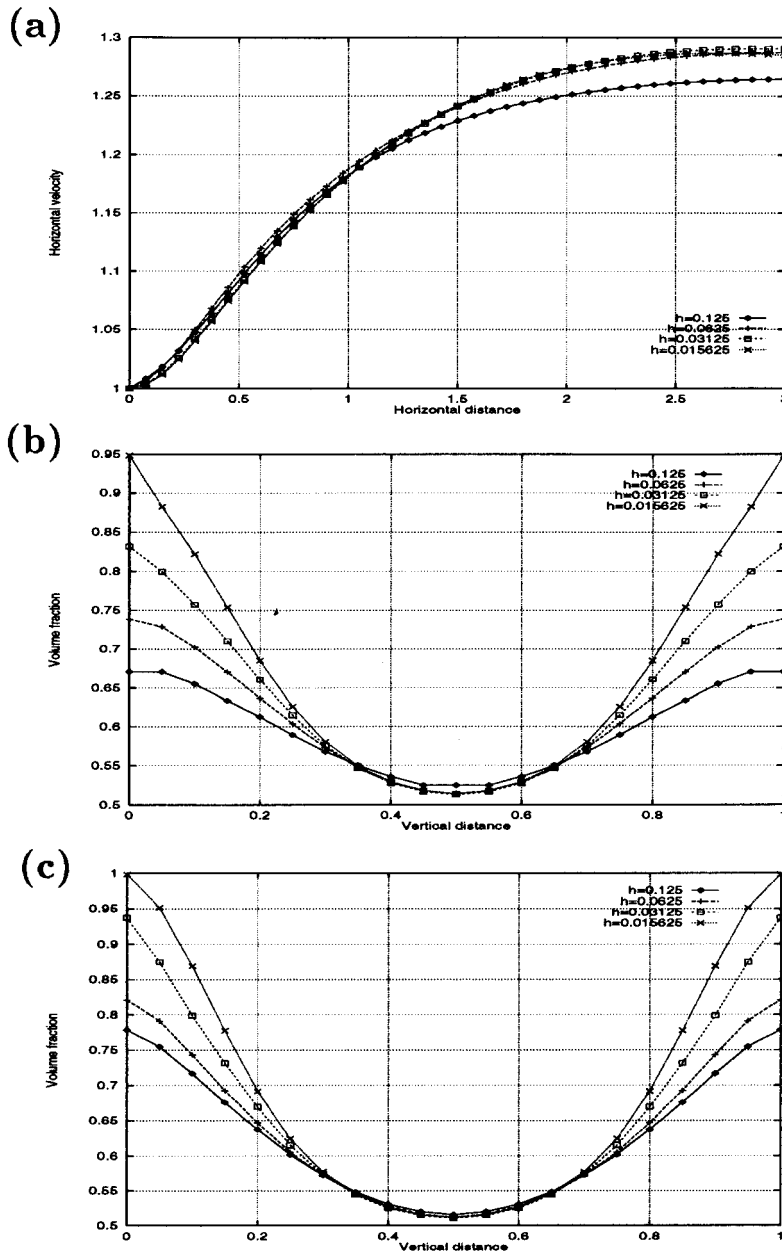 (a)
1.3
1.25
1.2
1.15
1.1
1.05
1
Horizontal velocity
h=0.125
h=0.0625
h=0.03125
h=0.015625
0 0.5 1 1.5 2 2.5 3
Horizontal distance
(b)
0.95
0.9
0.85
0.8
0.75
0.7
0.65
0.6
0.55
0.5
Volume fraction
h=0.125
h=0.0625
h=0.03125
h=0.015625
0 0.2 0.4 0.6 0.8 1
Vertical distance
(c)
1
0.95
0.9
0.85
0.8
0.75
0.7
0.65
0.6
0.55
0.5
Volume fraction
h=0.125
h=0.0625
h=0.03125
h=0.015625
0 0.2 0.4 0.6 0.8 1
Vertical distance